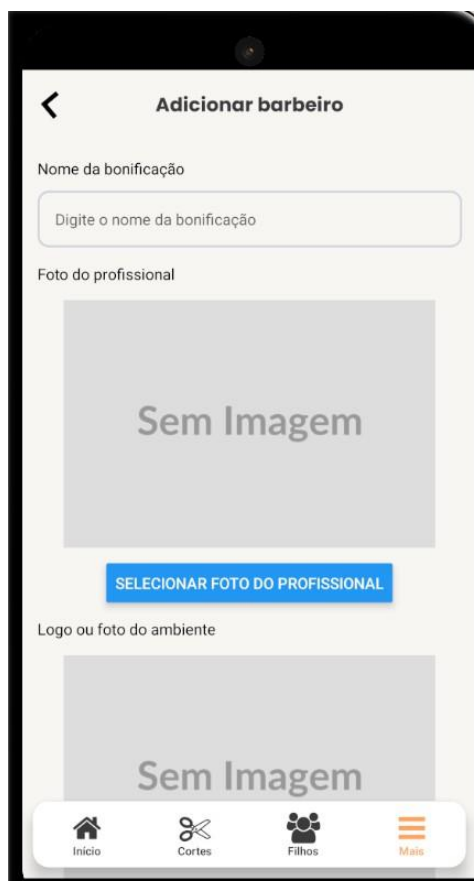 Adicionar barbeiro
Nome da bonificação
Digite o nome da bonificação
Foto do profissional
Sem Imagem
SELECIONAR FOTO DO PROFISSIONAL
Logo ou foto do ambiente
Sem Imagem
Início Cortes Filhos Mais